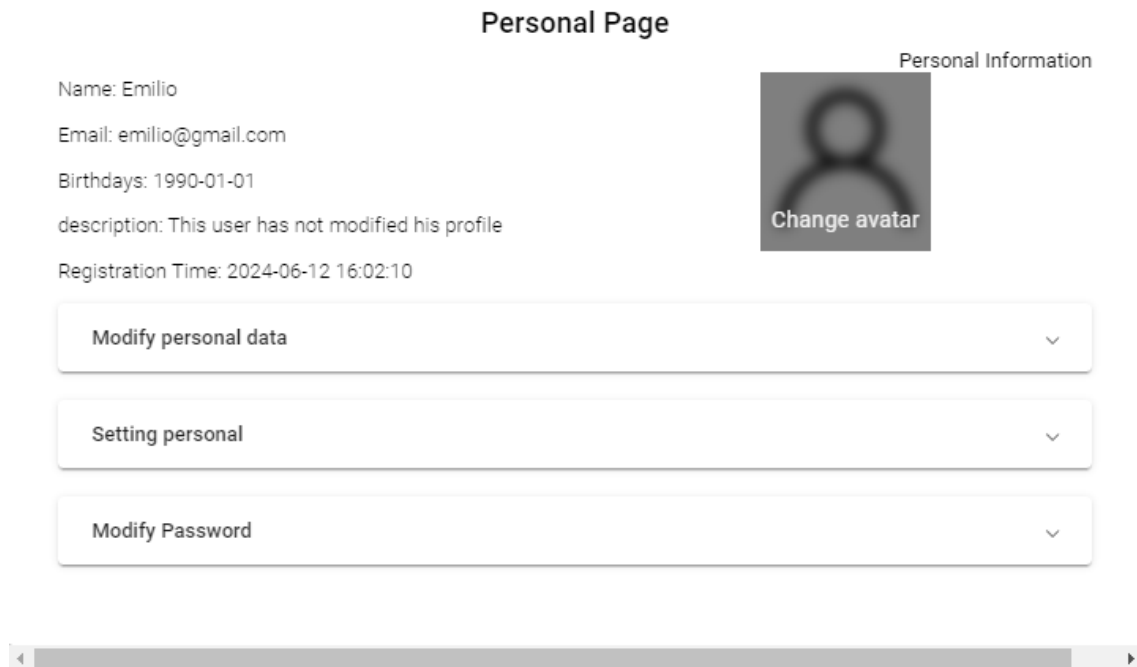 Personal Page
Personal Information
Name: Emilio
Email: emilio@gmail.com
Birthdays: 1990-01-01
description: This user has not modified his profile
Registration Time: 2024-06-12 16:02:10
Change avatar
Modify personal data
Setting personal
Modify Password